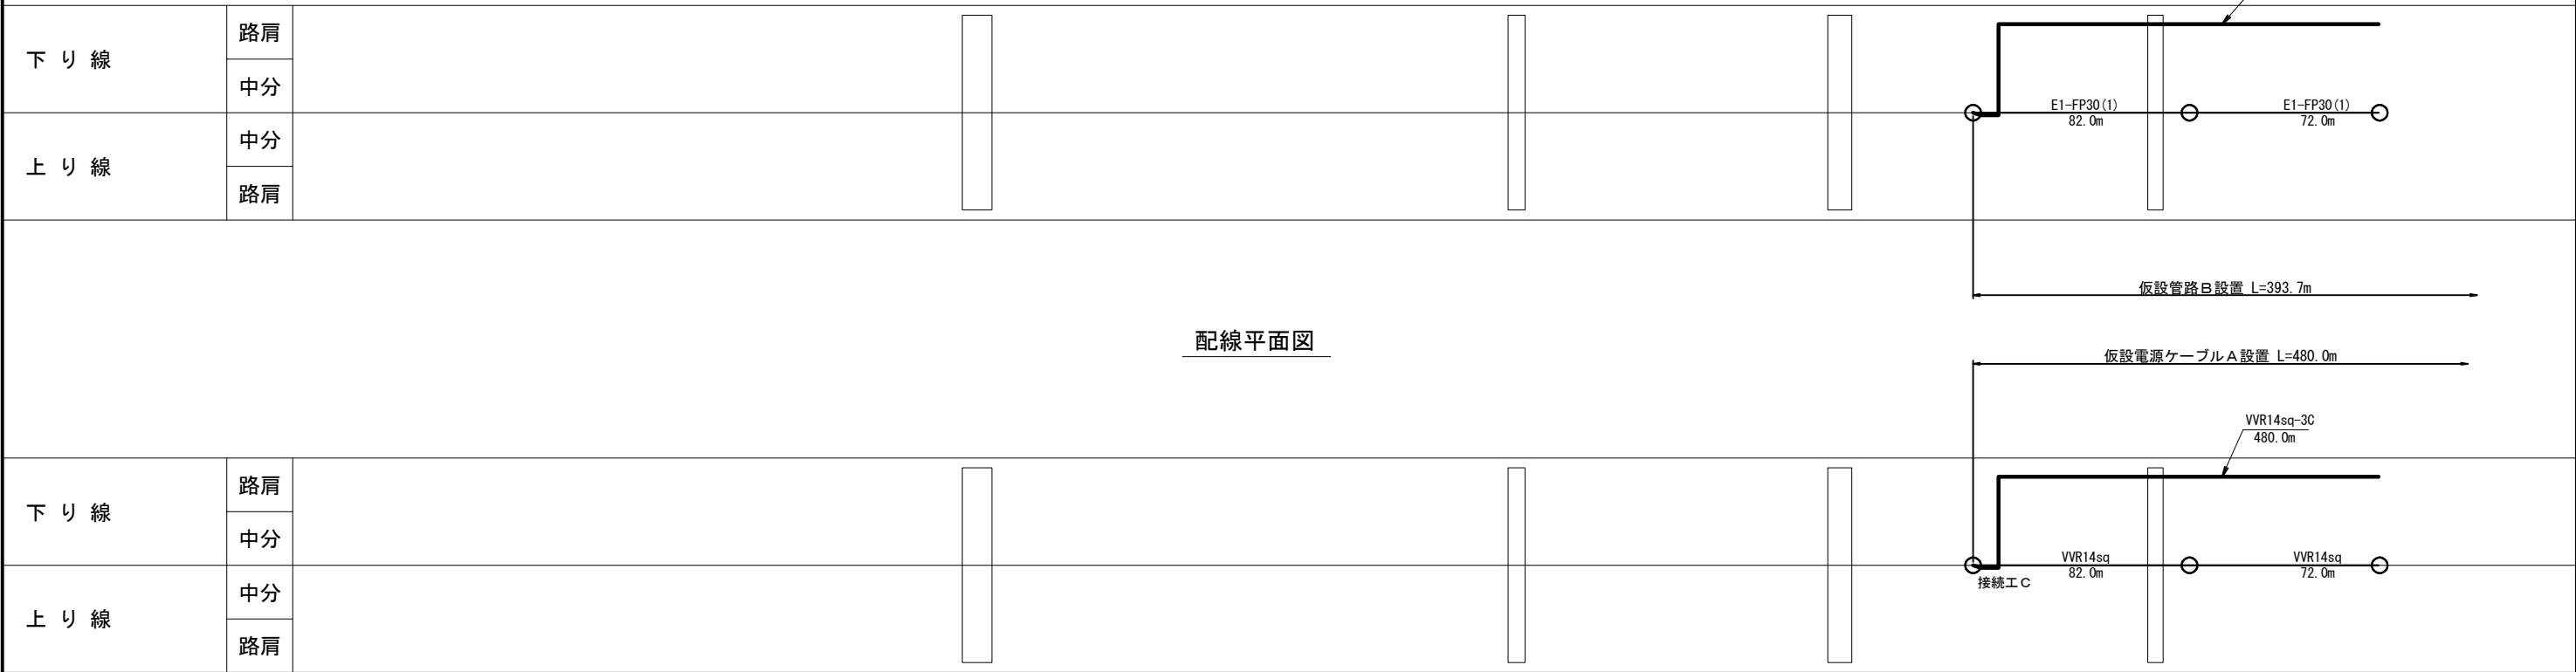 下り線
路肩
中分
上り線
中分
路肩
E1-FP30(1)
82.0m
E1-FP30(1)
72.0m
仮設管路B設置 L=393.7m
配線平面図
仮設電源ケーブルA設置 L=480.0m
VVR14sq-3C
480.0m
下り線
路肩
中分
上り線
中分
路肩
VVR14sq
82.0m
VVR14sq
72.0m
接続工C